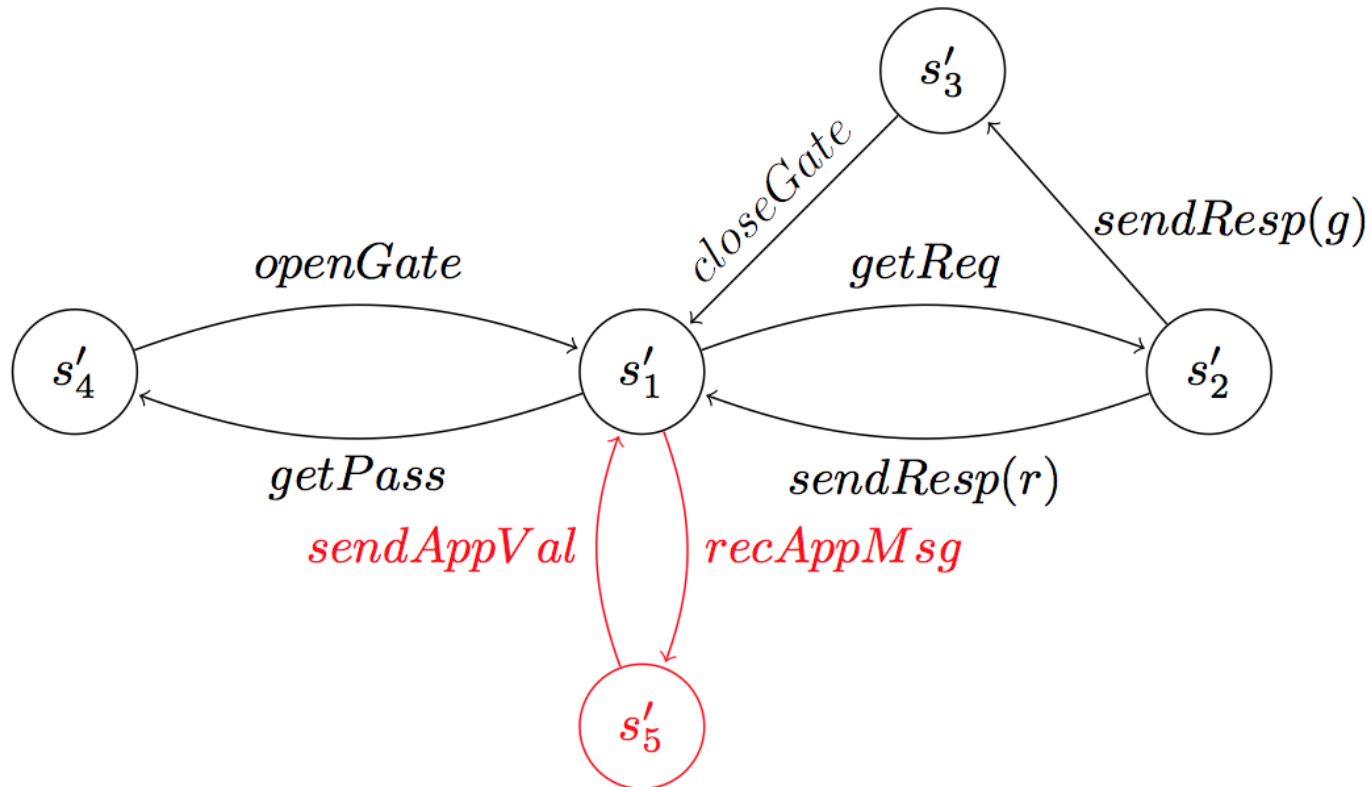 s′₃
closeGate
sendResp(g)
openGate
getReq
s′₄
s′₁
s′₂
getPass
sendResp(r)
sendAppVal
recAppMsg
s′₅